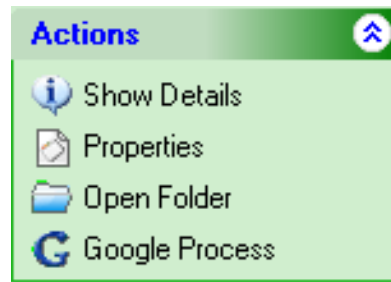 Actions
Show Details
Properties
Open Folder
Google Process